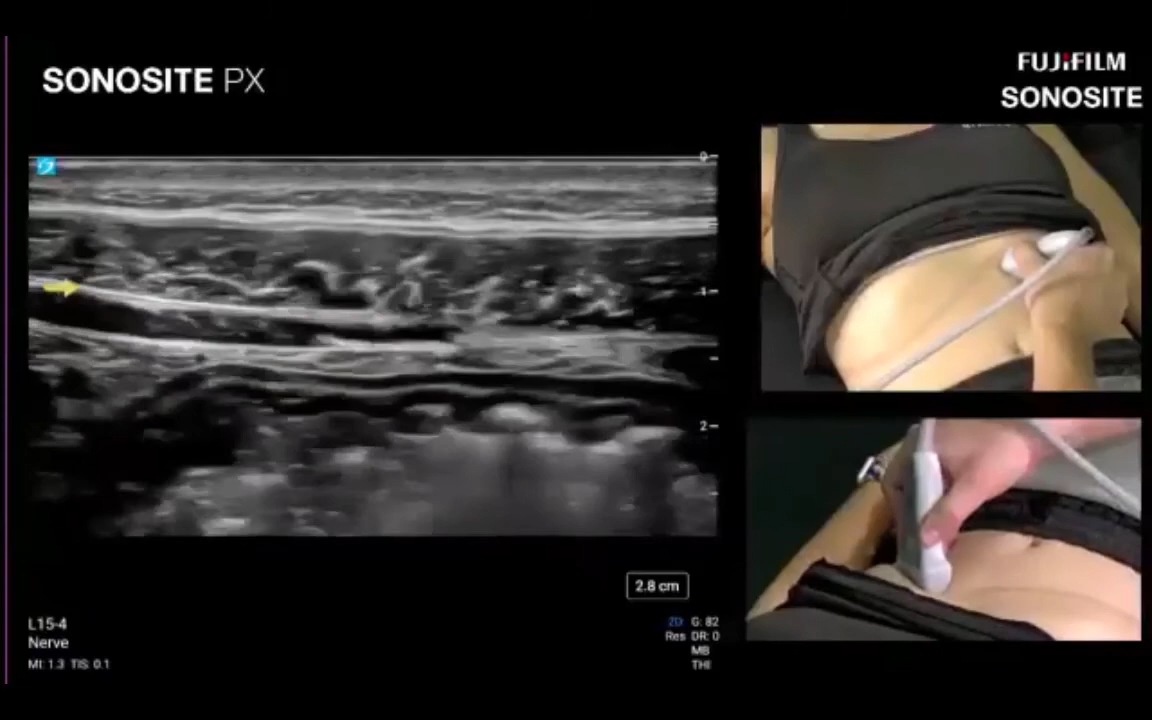 SONOSITE PX
FUJIFILM
SONOSITE
0
1
2
2.8 cm
L15-4
Nerve
MI: 1.3 TIS: 0.1
2D G: 82
Res DR: 0
MB
THI